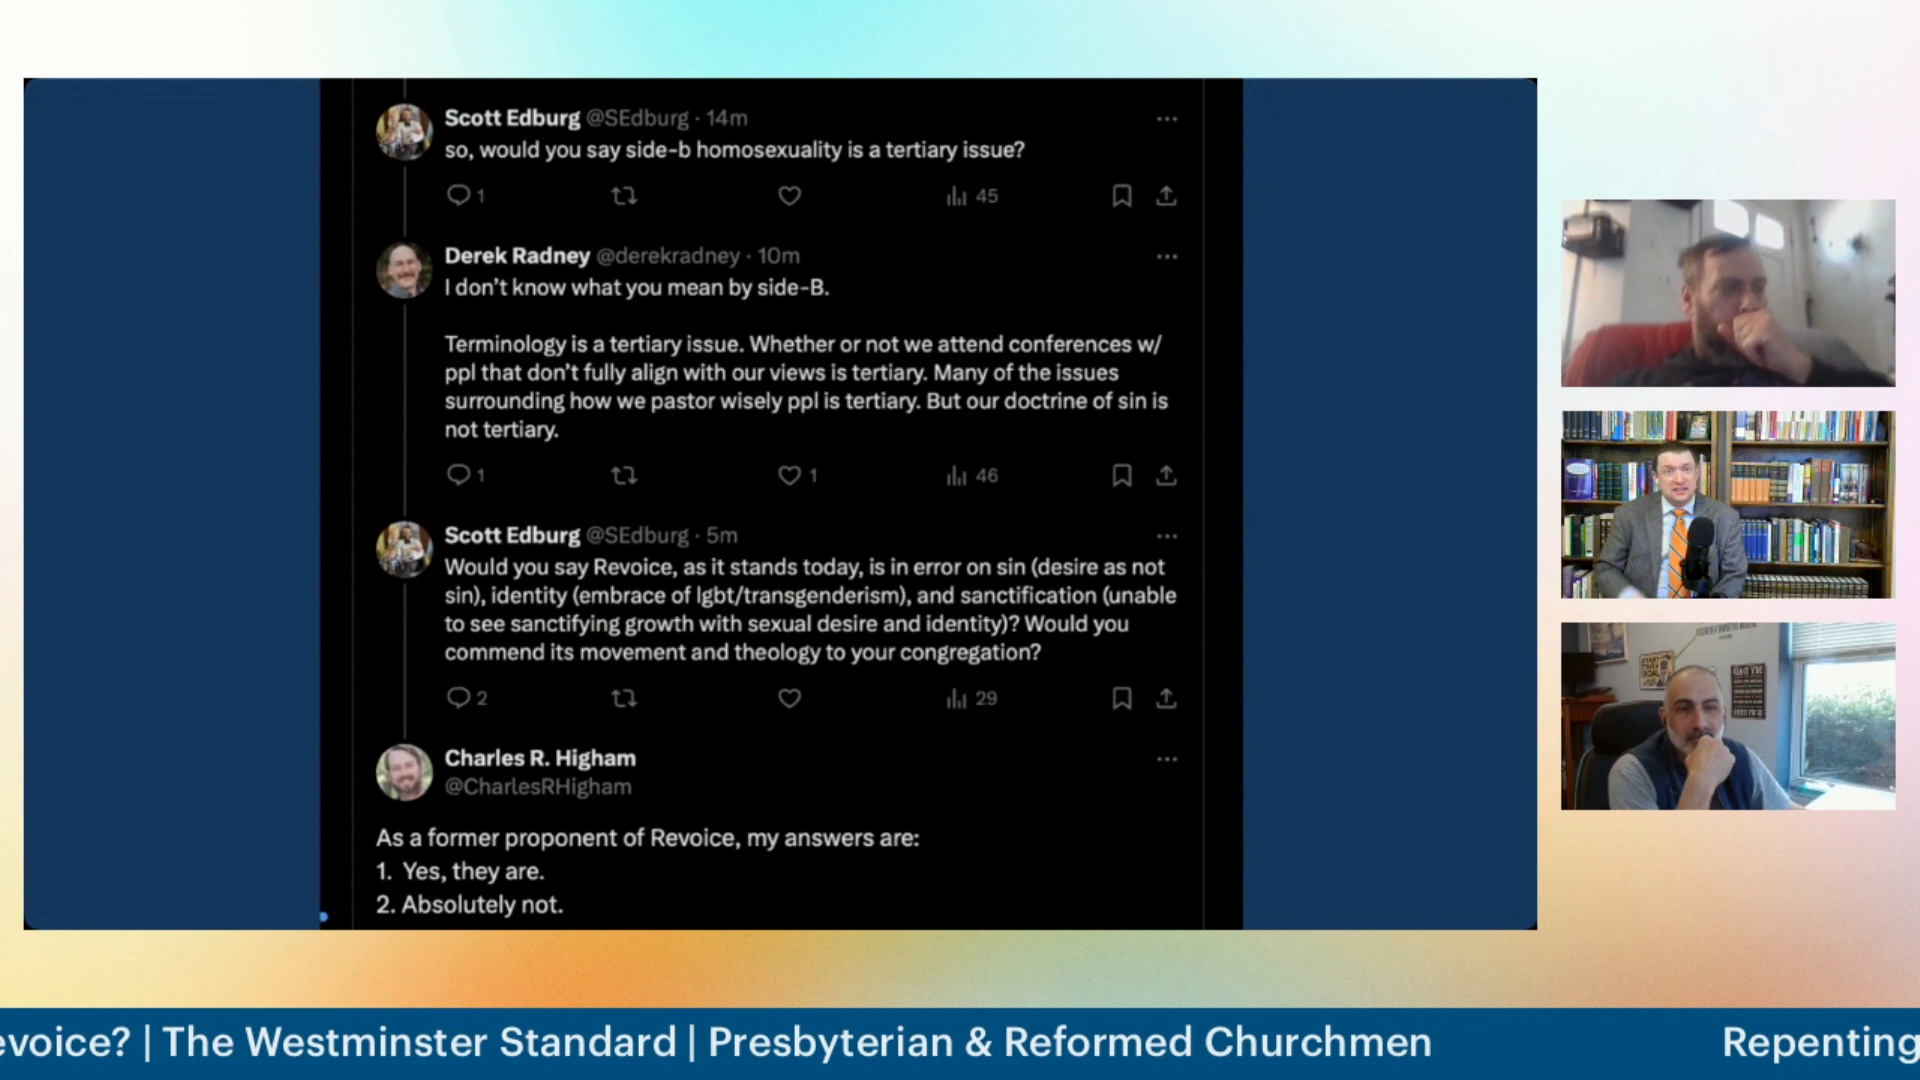 Scott Edburg @SEdburg · 14m
so, would you say side-b homosexuality is a tertiary issue?
1 45
Derek Radney @derekradney · 10m
I don't know what you mean by side-B.
Terminology is a tertiary issue. Whether or not we attend conferences w/
ppl that don't fully align with our views is tertiary. Many of the issues
surrounding how we pastor wisely ppl is tertiary. But our doctrine of sin is
not tertiary.
1 1 46
Scott Edburg @SEdburg · 5m
Would you say Revoice, as it stands today, is in error on sin (desire as not
sin), identity (embrace of lgbt/transgenderism), and sanctification (unable
to see sanctifying growth with sexual desire and identity)? Would you
commend its movement and theology to your congregation?
2 29
Charles R. Higham
@CharlesRHigham
As a former proponent of Revoice, my answers are:
1. Yes, they are.
2. Absolutely not.
evoice? | The Westminster Standard | Presbyterian & Reformed Churchmen Repenting